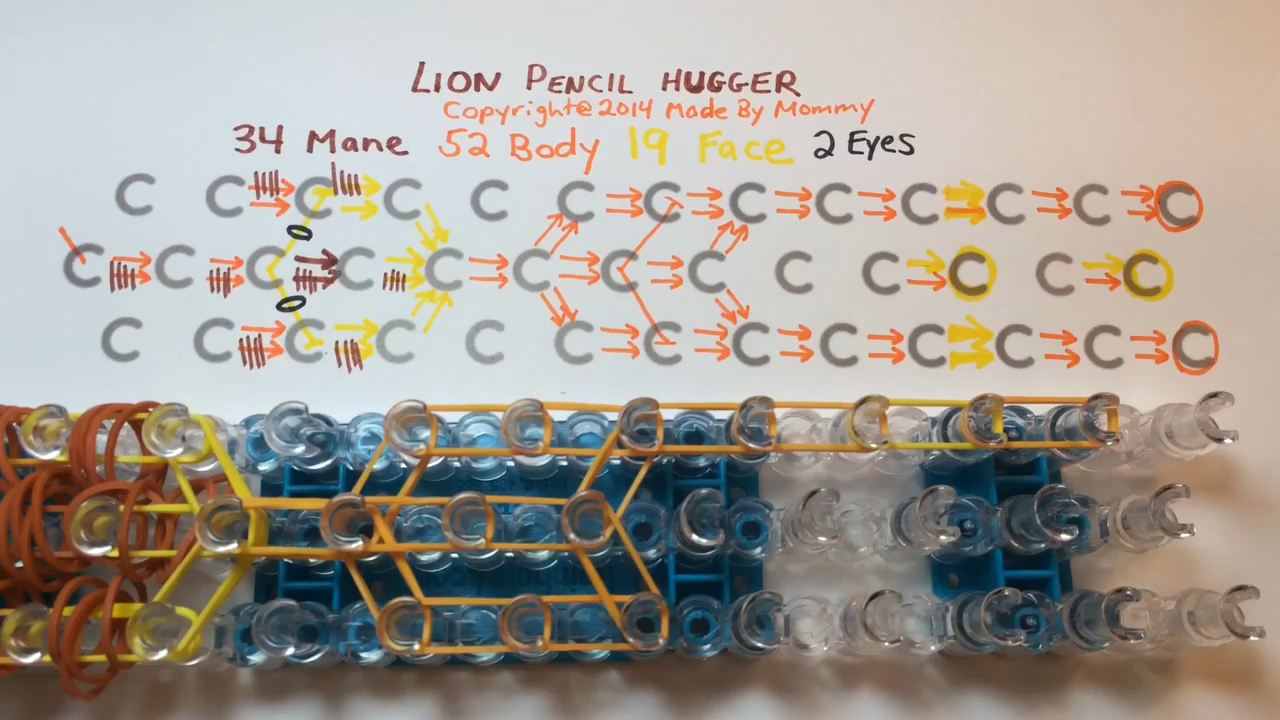 LION PENCIL HUGGER
Copyright©2014 Made By Mommy
34 Mane 52 Body 19 Face 2 Eyes